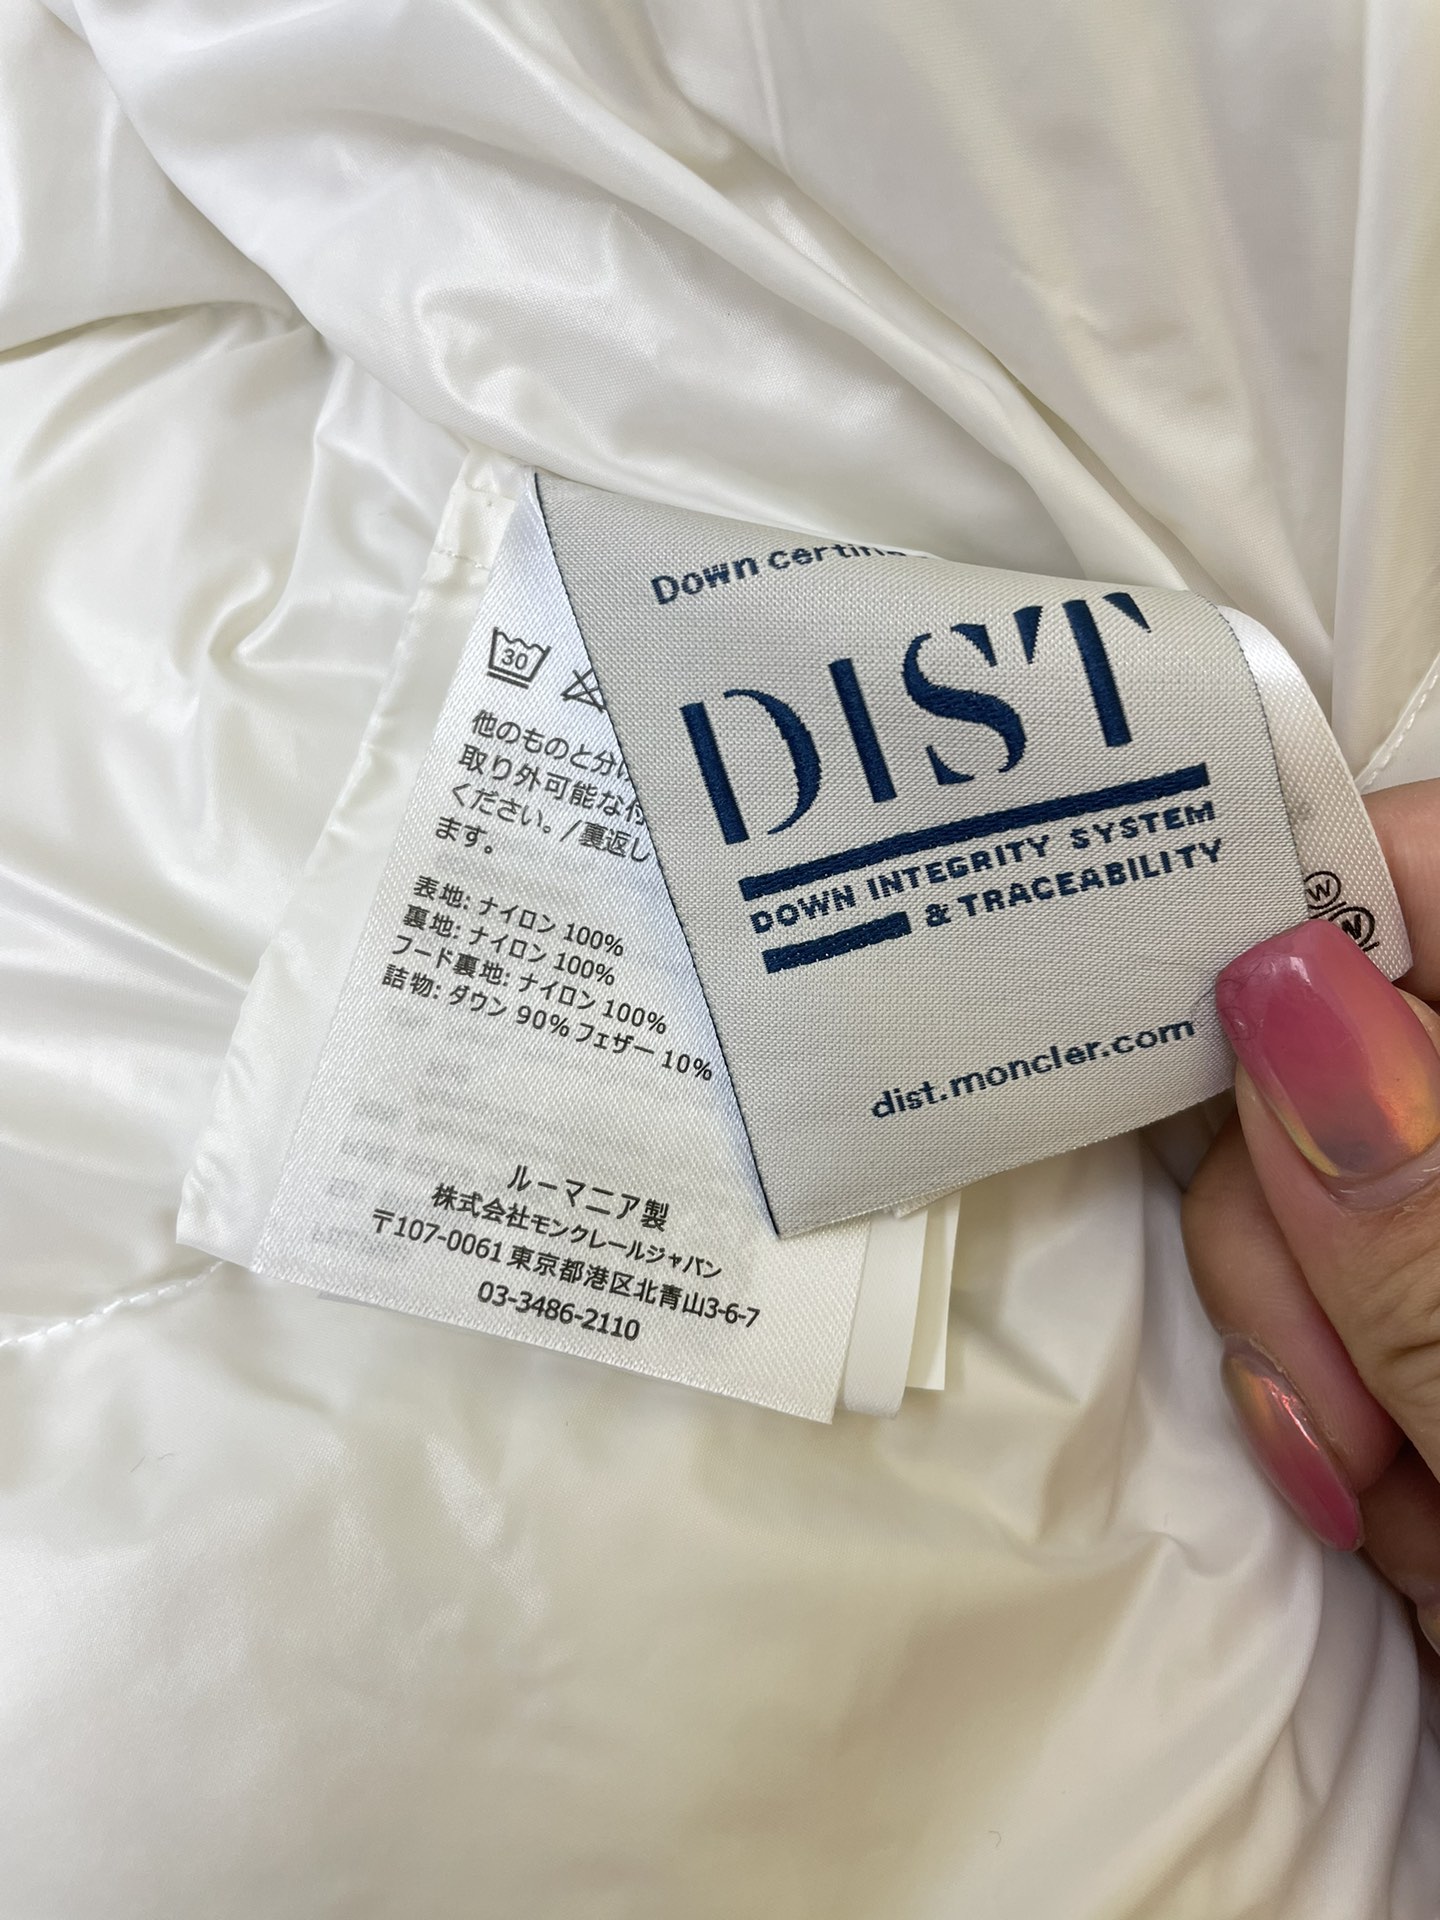 Down
DIST
DOWN INTEGRITY SYSTEM
& TRACEABILITY
dist.moncler.com
30
他のものと分
取り外可能な
ください。/裏返し
ます。
表地: ナイロン 100%
裏地: ナイロン 100%
フード裏地: ナイロン 100%
詰物: ダウン 90% フェザー 10%
ルーマニア製
株式会社モンクレールジャパン
〒107-0061 東京都港区北青山3-6-7
03-3486-2110
W
W